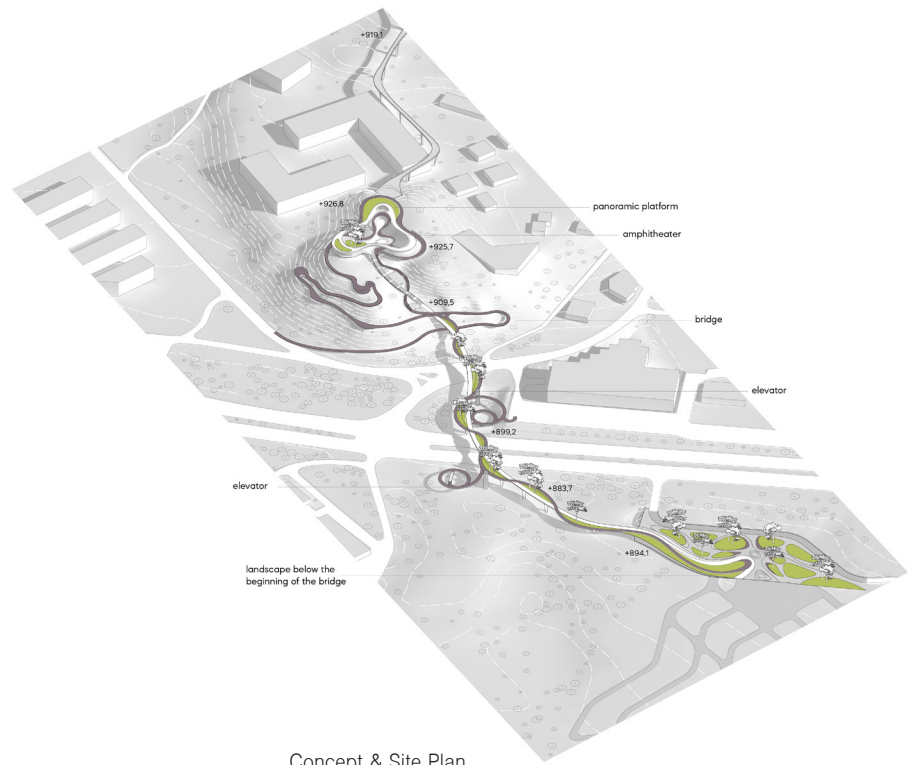 +919,1
+926,8
panoramic platform
amphitheater
+925,7
+909,5
bridge
elevator
+899,2
elevator
+883,7
+894,1
landscape below the
beginning of the bridge
Concept & Site Plan